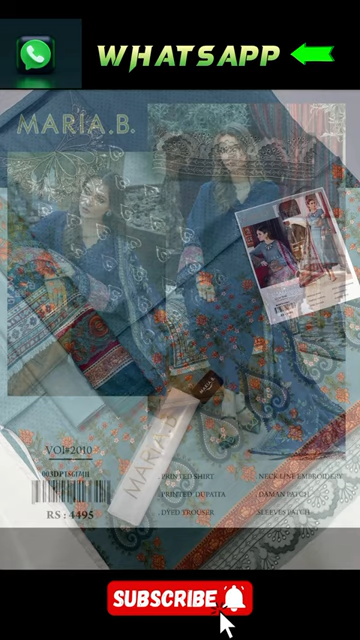 WHATSAPP
MARIA.B.
VOL#2010
RS : 4495
PRINTED SHIRT
PRINTED DUPATTA
DYED TROUSER
NECK LINE EMBROIDERY
DAMAN PATCH
SLEEVES PATCH
MARIA.B
SUBSCRIBE